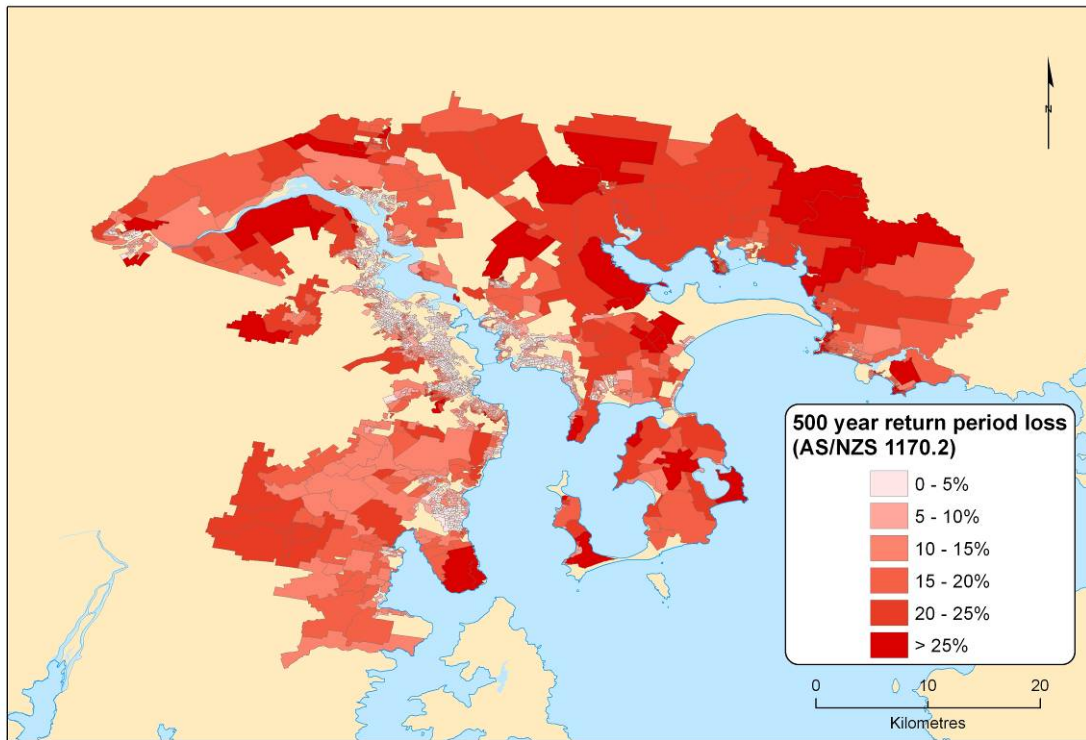 N
500 year return period loss
(AS/NZS 1170.2)
0 - 5%
5 - 10%
10 - 15%
15 - 20%
20 - 25%
> 25%
0 10 20
Kilometres